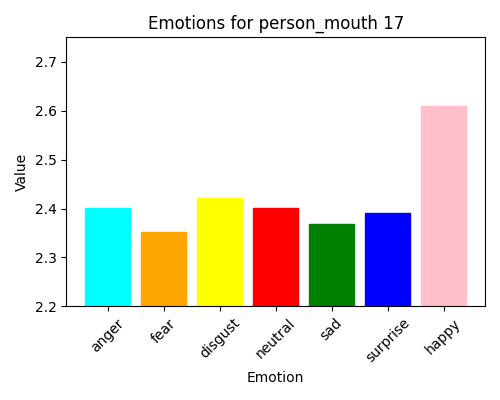 Emotions for person_mouth 17
Value
2.7
2.6
2.5
2.4
2.3
2.2
anger
fear
disgust
neutral
sad
surprise
happy
Emotion